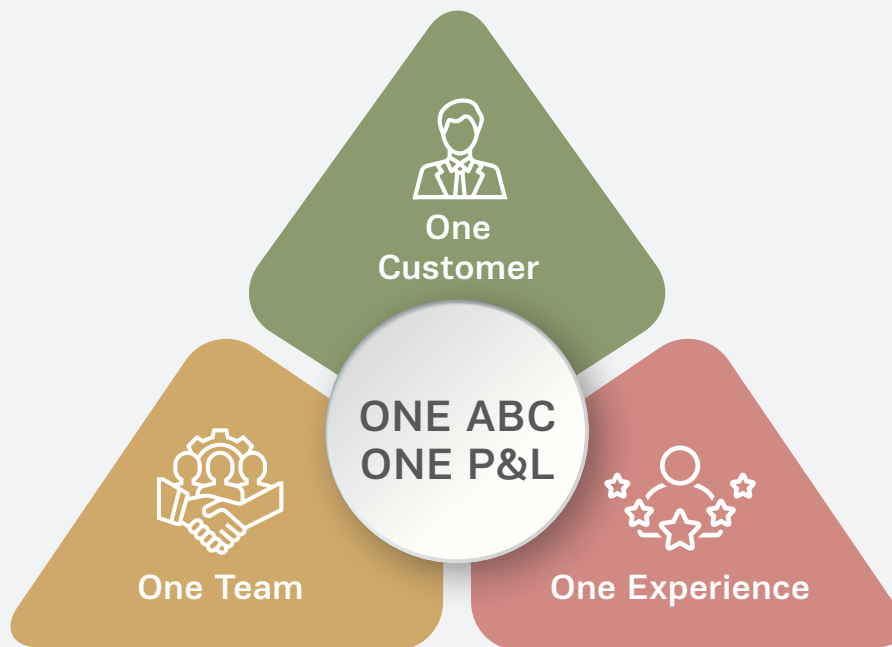 One
Customer
ONE ABC
ONE P&L
One Team
One Experience